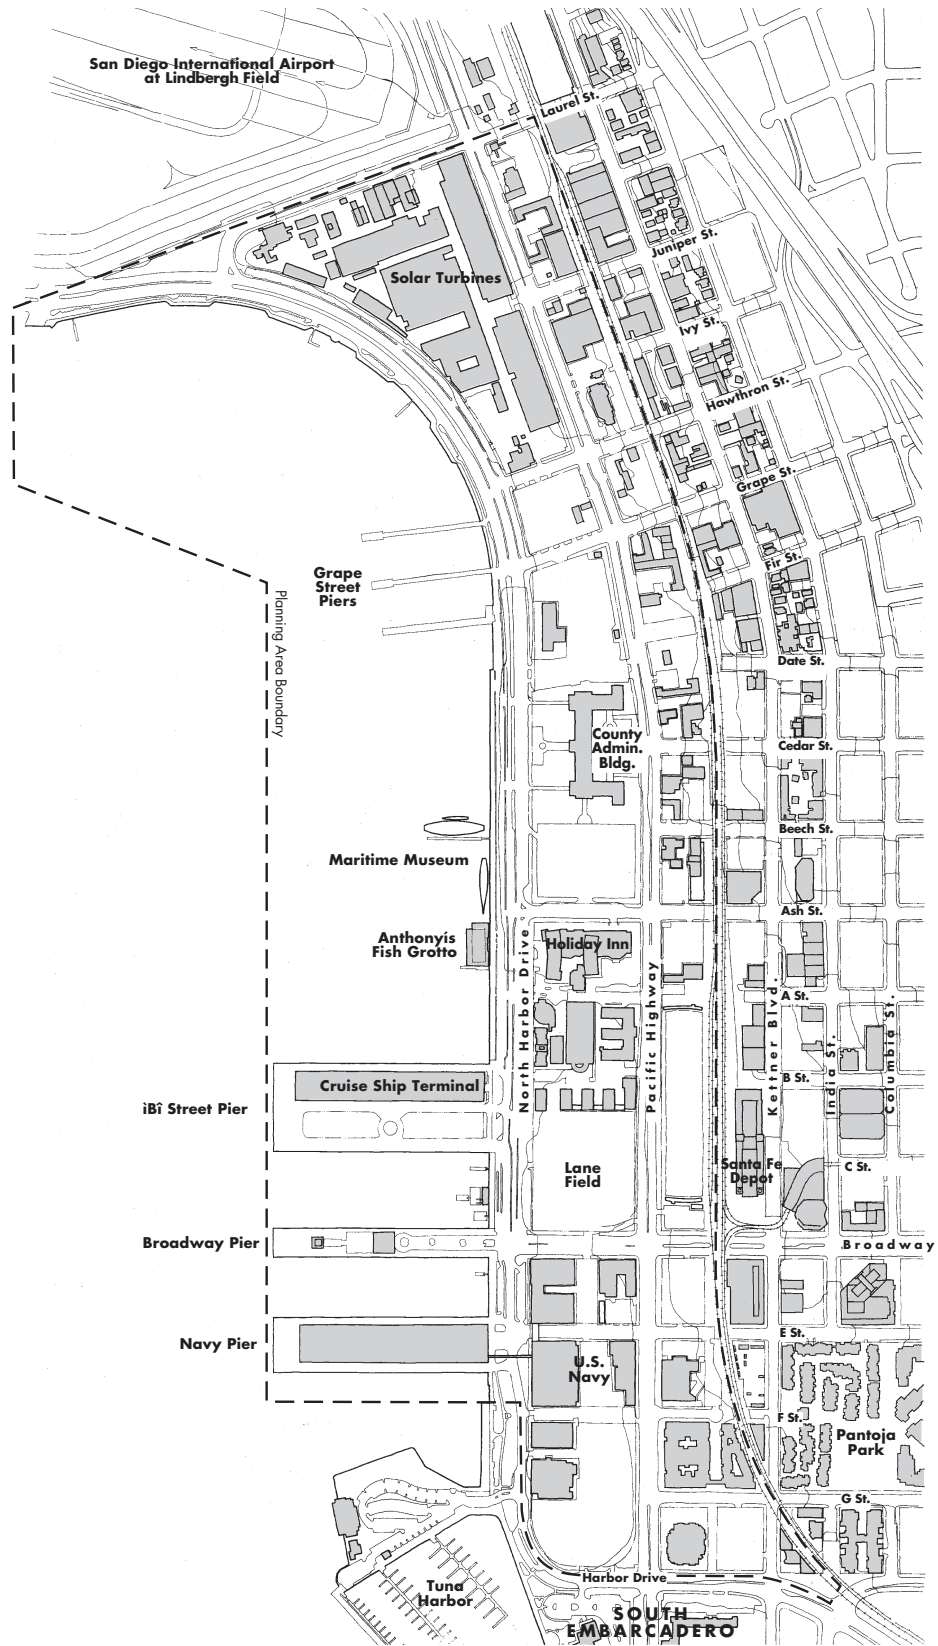 San Diego International Airport
at Lindbergh Field
Laurel St.
Juniper St.
Solar Turbines
Ivy St.
Hawthron St.
Grape St.
Fir St.
Grape
Street
Piers
Planning Area Boundary
Date St.
County
Admin.
Bldg.
Cedar St.
Beech St.
Maritime Museum
Ash St.
Anthonyís
Fish Grotto
Holiday Inn
North Harbor Drive
Pacific Highway
A St.
Kettner Blvd.
India St.
Columbia St.
B St.
Cruise Ship Terminal
ìBî Street Pier
Lane
Field
Santa Fe
Depot
C St.
Broadway Pier
Broadway
E St.
Navy Pier
U.S.
Navy
F St.
Pantoja
Park
G St.
Harbor Drive
Tuna
Harbor
SOUTH
EMBARCADERO